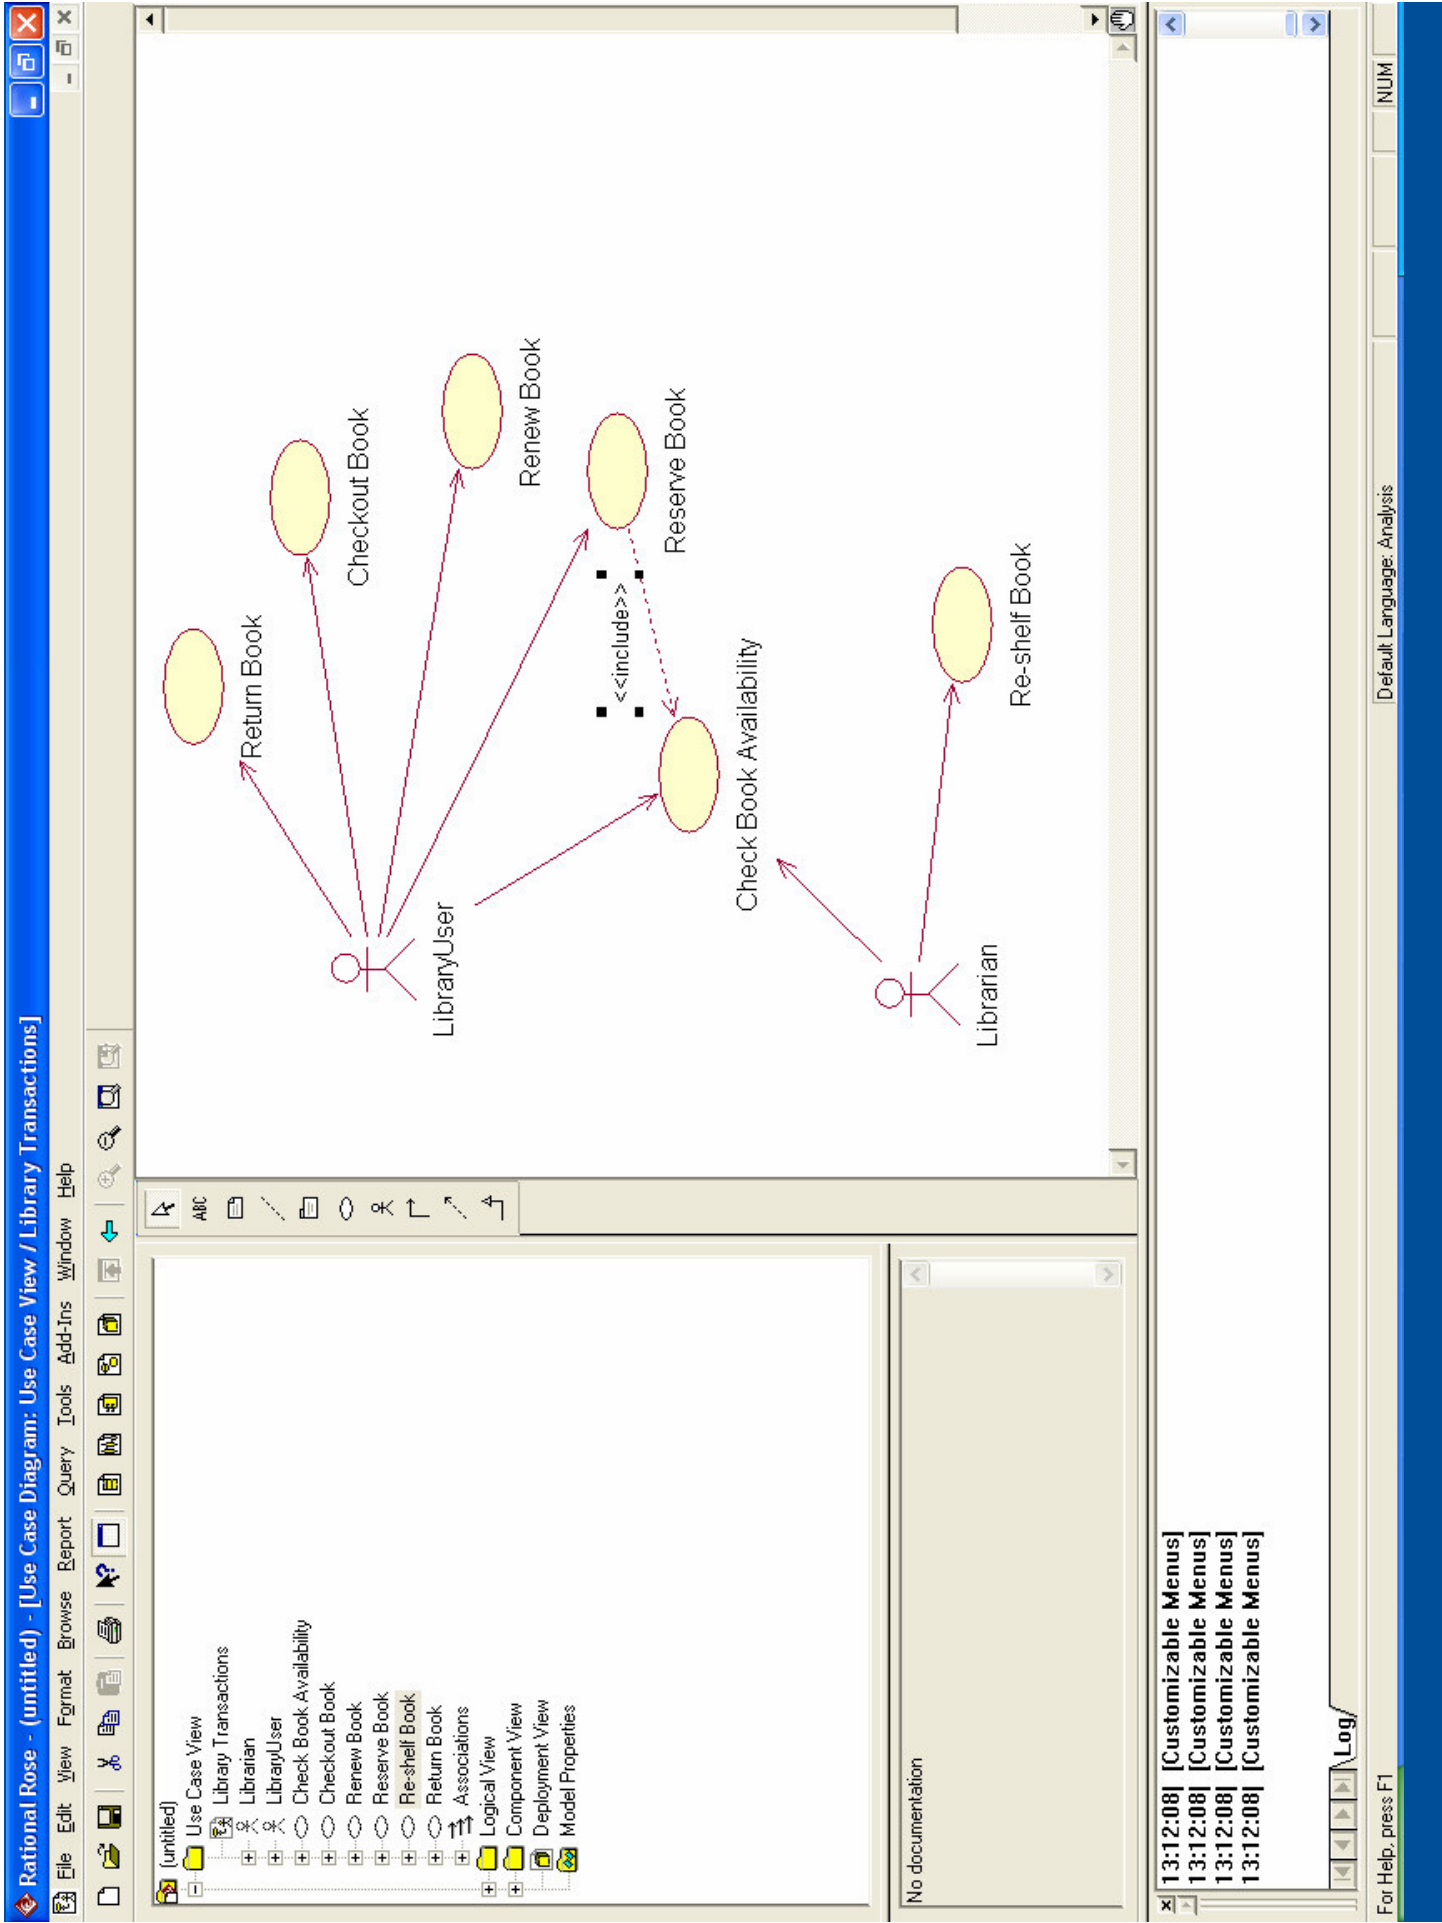 Rational Rose - (untitled) - [Use Case Diagram: Use Case View / Library Transactions]
File Edit View Format Browse Report Query Tools Add-Ins Window Help
(untitled)
Use Case View
Library Transactions
Librarian
LibraryUser
Check Book Availability
Checkout Book
Renew Book
Reserve Book
Re-shelf Book
Return Book
Associations
Logical View
Component View
Deployment View
Model Properties
No documentation
ABC
Return Book
Checkout Book
LibraryUser
Renew Book
<<include>>
Reserve Book
Check Book Availability
Librarian
Re-shelf Book
13:12:08| [Customizable Menus]
13:12:08| [Customizable Menus]
13:12:08| [Customizable Menus]
13:12:08| [Customizable Menus]
Log
For Help, press F1
Default Language: Analysis
NUM